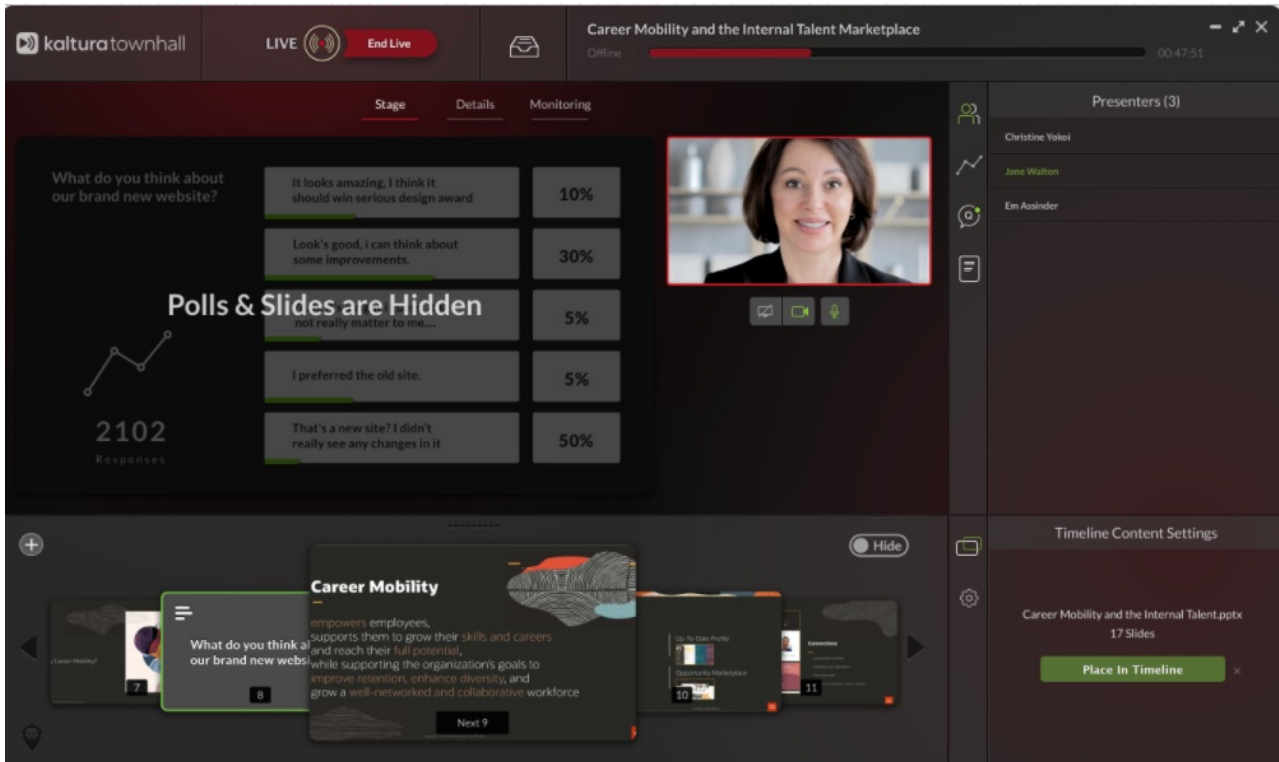 kaltura townhall
LIVE
End Live
Career Mobility and the Internal Talent Marketplace
Offline
00:47:51
Stage
Details
Monitoring
Presenters (3)
Christine Yokoi
Jane Walton
Em Assinder
What do you think about
our brand new website?
It looks amazing, I think it
should win serious design award
10%
Look's good, i can think about
some improvements.
30%
Polls & Slides are Hidden
not really matter to me....
5%
I preferred the old site.
5%
That's a new site? I didn't
really see any changes in it
50%
2102
Responses
Hide
Timeline Content Settings
Career Mobility and the Internal Talent.pptx
17 Slides
Place In Timeline
Career Mobility?
7
What do you think a
our brand new websi
8
Career Mobility
empowers employees,
supports them to grow their skills and careers
and reach their full potential,
while supporting the organization's goals to
improve retention, enhance diversity, and
grow a well-networked and collaborative workforce
Next 9
Up-To-Date Profile
Opportunity Marketplace
10
Connections
11